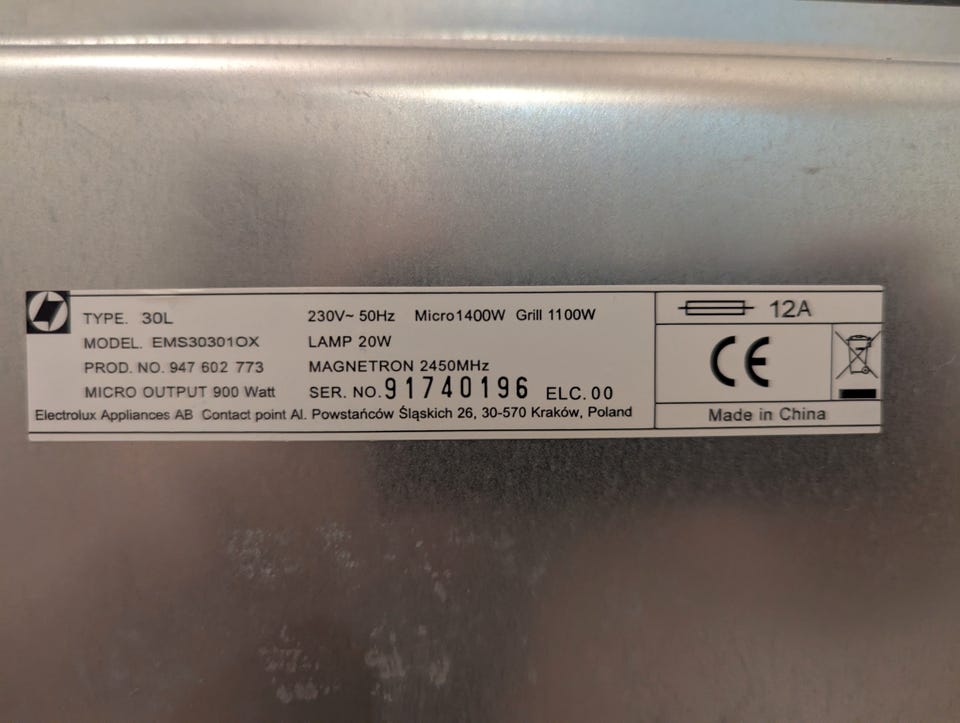 TYPE. 30L 230V~ 50Hz Micro1400W Grill 1100W
MODEL. EMS30301OX LAMP 20W
PROD. NO. 947 602 773 MAGNETRON 2450MHz
MICRO OUTPUT 900 Watt SER. NO. 91740196 ELC. 00
Electrolux Appliances AB Contact point Al. Powstańców Śląskich 26, 30-570 Kraków, Poland
12A
CE
Made in China